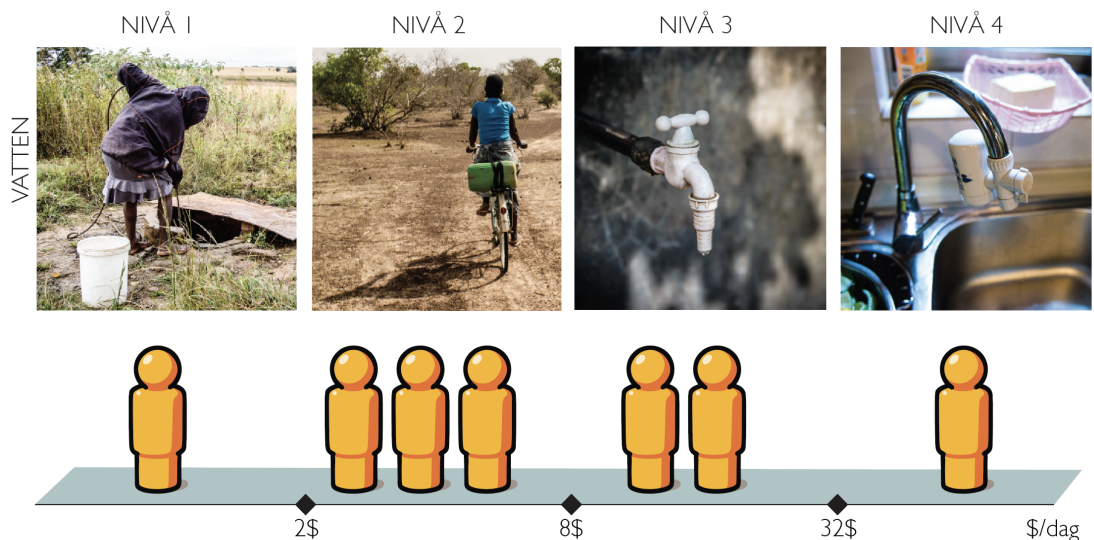 NIVÅ 1
NIVÅ 2
NIVÅ 3
NIVÅ 4
VATTEN
2$
8$
32$
$/dag